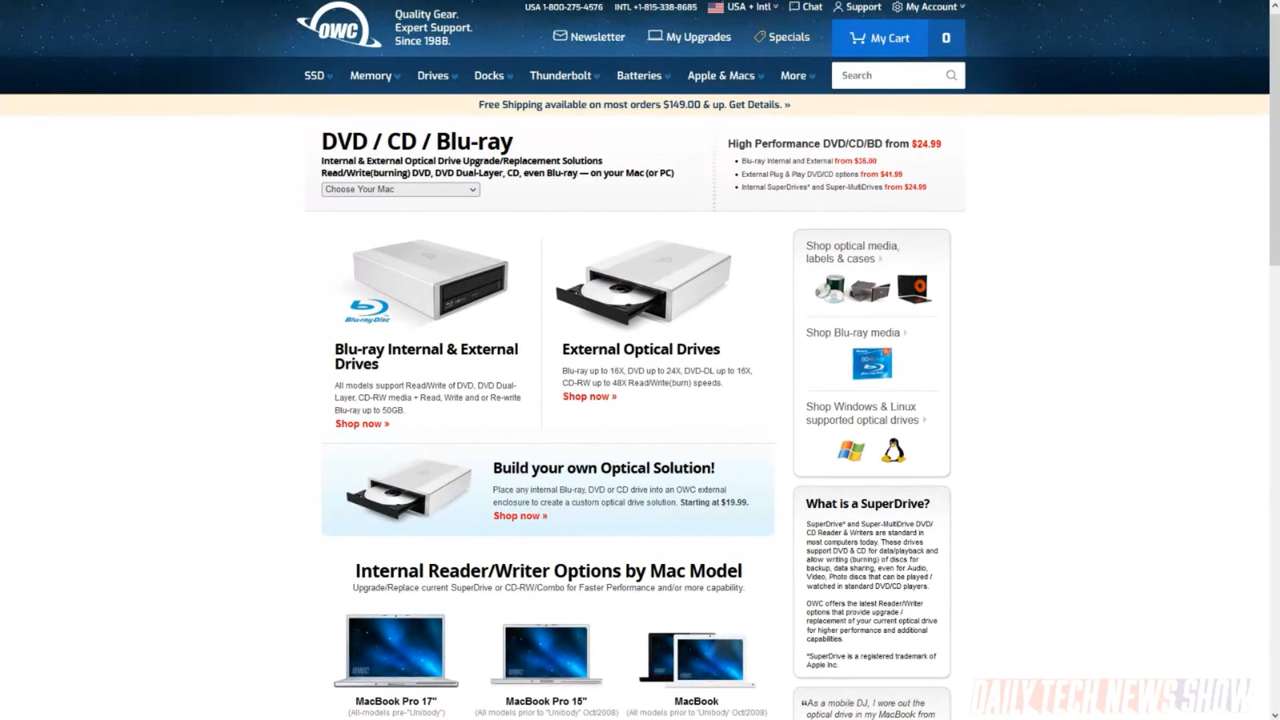 USA 1-800-275-4576 INTL +1-815-338-8685 USA + Intl Chat Support My Account
OWC
Quality Gear.
Expert Support.
Since 1988.
Newsletter My Upgrades Specials My Cart 0
SSD Memory Drives Docks Thunderbolt Batteries Apple & Macs More Search
Free Shipping available on most orders $149.00 & up. Get Details. »
DVD / CD / Blu-ray
Internal & External Optical Drive Upgrade/Replacement Solutions
Read/Write(burning) DVD, DVD Dual-Layer, CD, even Blu-ray — on your Mac (or PC)
Choose Your Mac
High Performance DVD/CD/BD from $24.99
• Blu-ray Internal and External from $36.00
• External Plug & Play DVD/CD options from $41.99
• Internal SuperDrives* and Super-MultiDrives from $24.99
Blu-ray Disc
Blu-ray Internal & External
Drives
All models support Read/Write of DVD, DVD Dual-
Layer, CD-RW media + Read, Write and or Re-write
Blu-ray up to 50GB.
Shop now »
External Optical Drives
Blu-ray up to 16X, DVD up to 24X, DVD-DL up to 16X,
CD-RW up to 48X Read/Write(burn) speeds.
Shop now »
Build your own Optical Solution!
Place any internal Blu-ray, DVD or CD drive into an OWC external
enclosure to create a custom optical drive solution. Starting at $19.99.
Shop now »
Internal Reader/Writer Options by Mac Model
Upgrade/Replace current SuperDrive or CD-RW/Combo for Faster Performance and/or more capability.
OWC
MacBook Pro 17"
(All-models pre-"Unibody")
OWC
MacBook Pro 15"
(All models prior to "Unibody" Oct/2008)
OWC
MacBook
(All models prior to "Unibody" Oct/2008)
Shop optical media,
labels & cases
Shop Blu-ray media
Shop Windows & Linux
supported optical drives
What is a SuperDrive?
SuperDrive* and Super-MultiDrive DVD/
CD Reader & Writers are standard in
most computers today. These drives
support DVD & CD for data/playback and
allow writing (burning) of discs for
backup, data sharing, even for Audio,
Video, Photo discs that can be played /
watched in standard DVD/CD players.
OWC offers the latest Reader/Writer
options that provide upgrade /
replacement of your current optical drive
for higher performance and additional
capabilities.
*SuperDrive is a registered trademark of
Apple Inc.
“As a mobile DJ, I wore out the
optical drive in my MacBook from
DAILY TECH NEWS SHOW